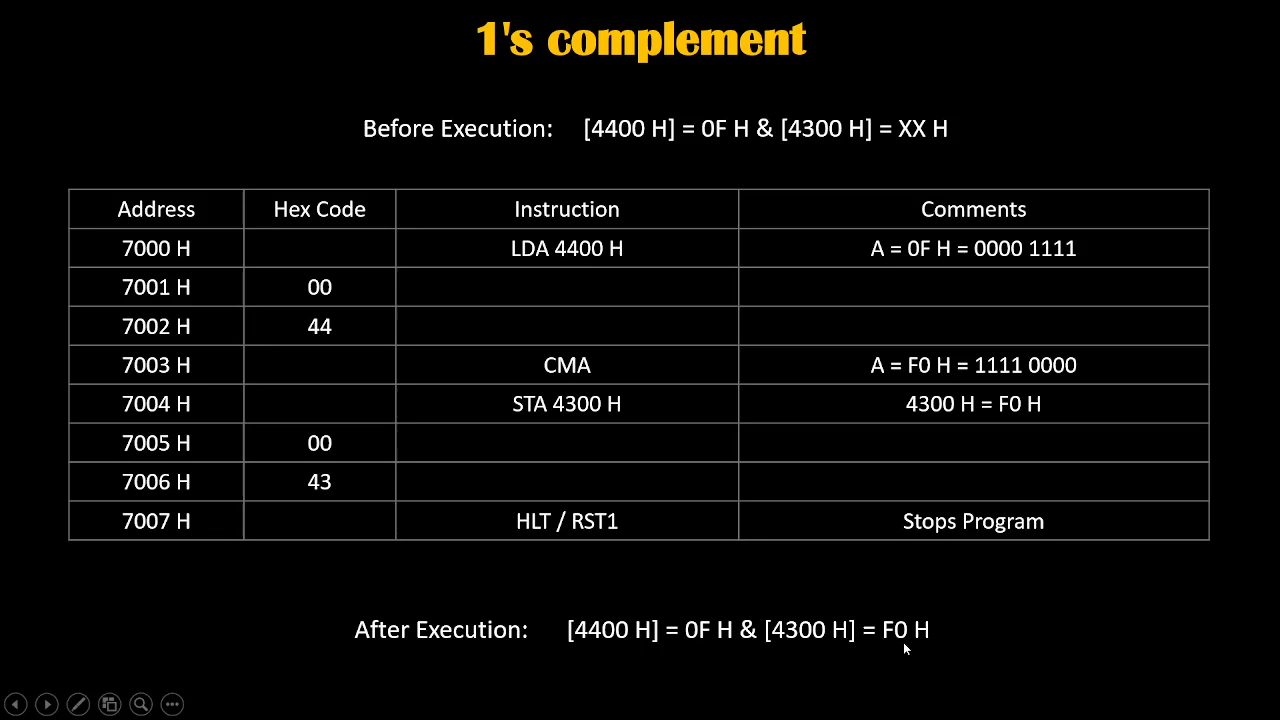 1's complement
Before Execution: [4400 H] = 0F H & [4300 H] = XX H
Address Hex Code Instruction Comments
7000 H LDA 4400 H A = 0F H = 0000 1111
7001 H 00
7002 H 44
7003 H CMA A = F0 H = 1111 0000
7004 H STA 4300 H 4300 H = F0 H
7005 H 00
7006 H 43
7007 H HLT / RST1 Stops Program
After Execution: [4400 H] = 0F H & [4300 H] = F0 H